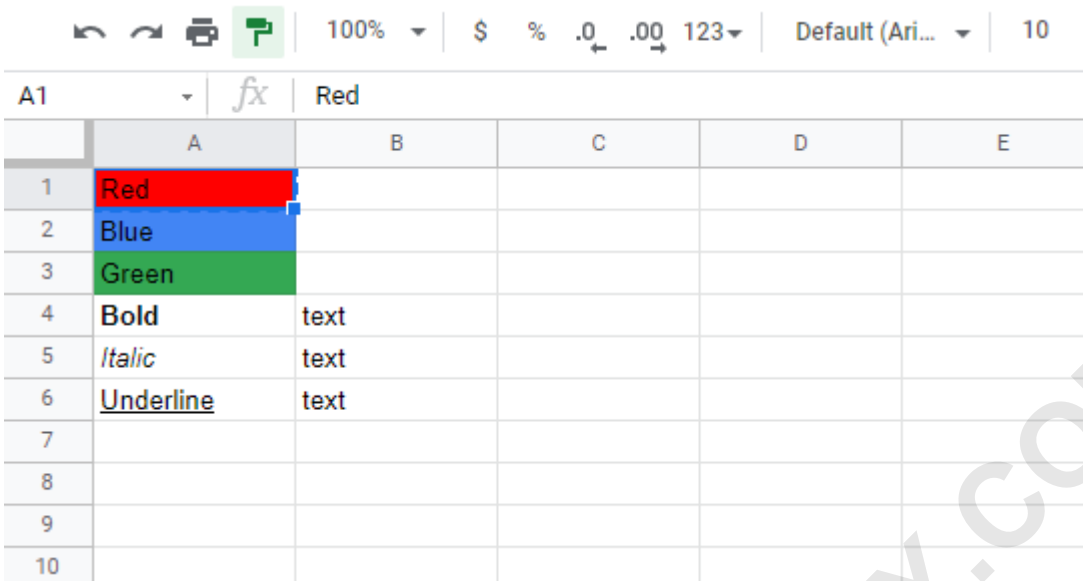 100% $ % .0 .00 123 Default (Ari... 10
A1 fx Red
A B C D E
1 Red
2 Blue
3 Green
4 Bold text
5 Italic text
6 Underline text
7
8
9
10